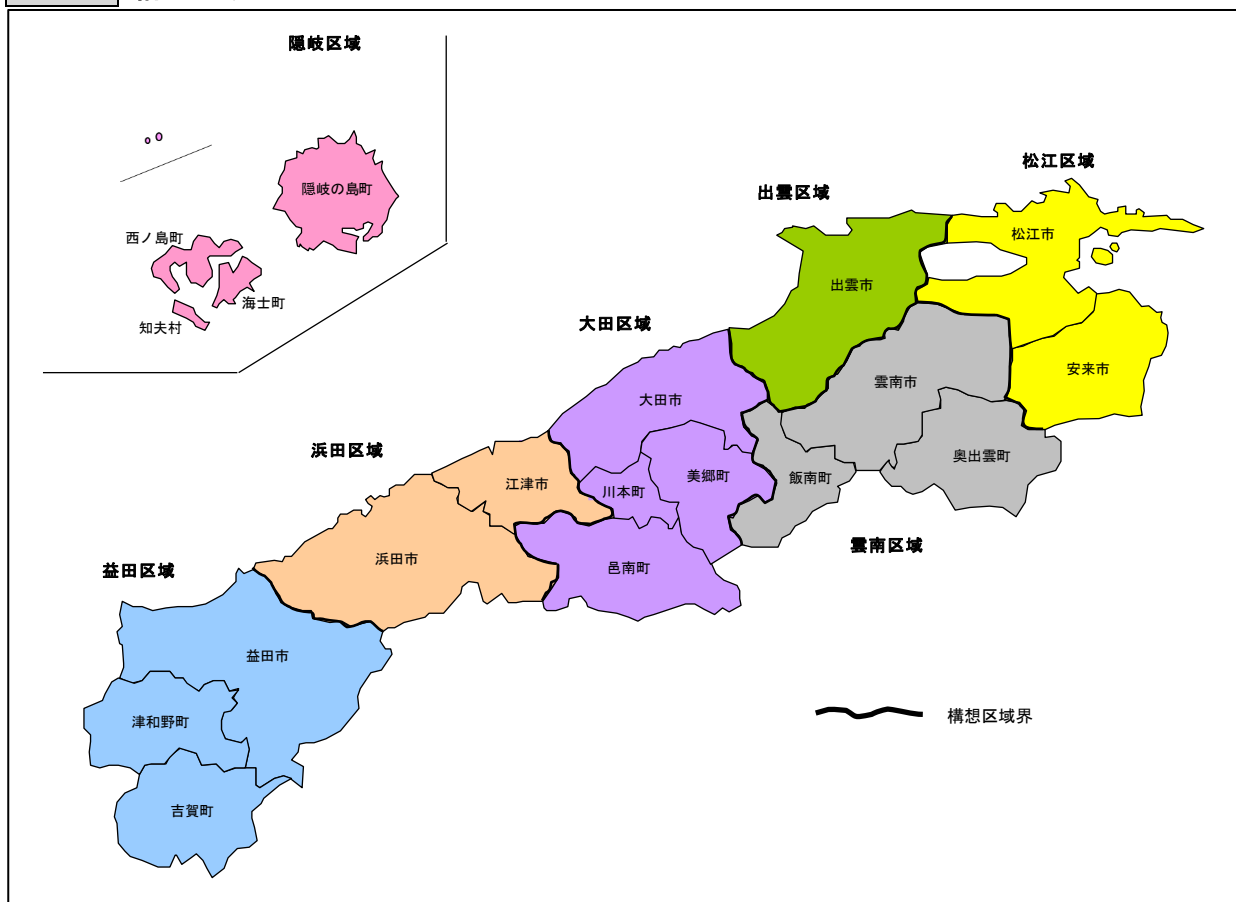 隠岐区域
隠岐の島町
西ノ島町
海士町
知夫村
松江区域
出雲区域
松江市
出雲市
大田区域
安来市
雲南市
大田市
浜田区域
奥出雲町
美郷町
飯南町
江津市
川本町
雲南区域
浜田市
邑南町
益田区域
益田市
構想区域界
津和野町
吉賀町